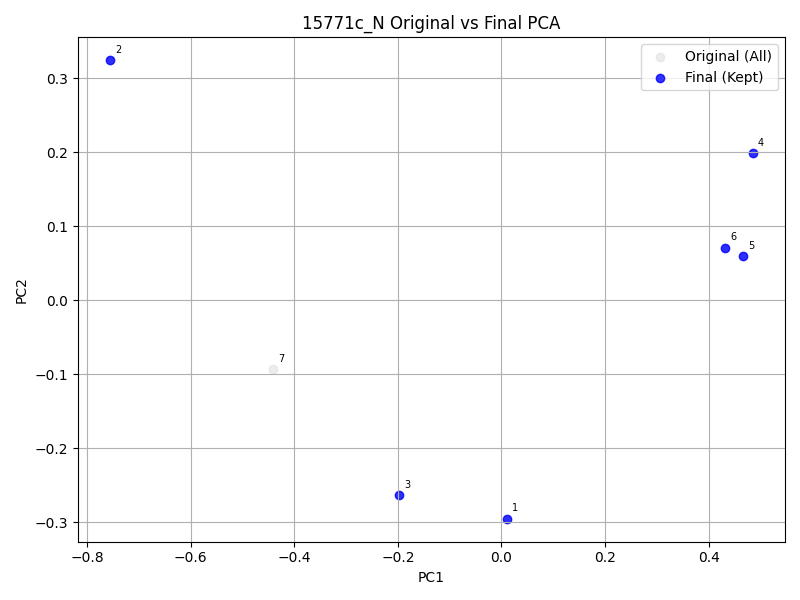 15771c_N Original vs Final PCA
Original (All)
Final (Kept)
2
4
6
5
7
3
1
0.3
0.2
0.1
0.0
−0.1
−0.2
−0.3
PC2
−0.8 −0.6 −0.4 −0.2 0.0 0.2 0.4
PC1